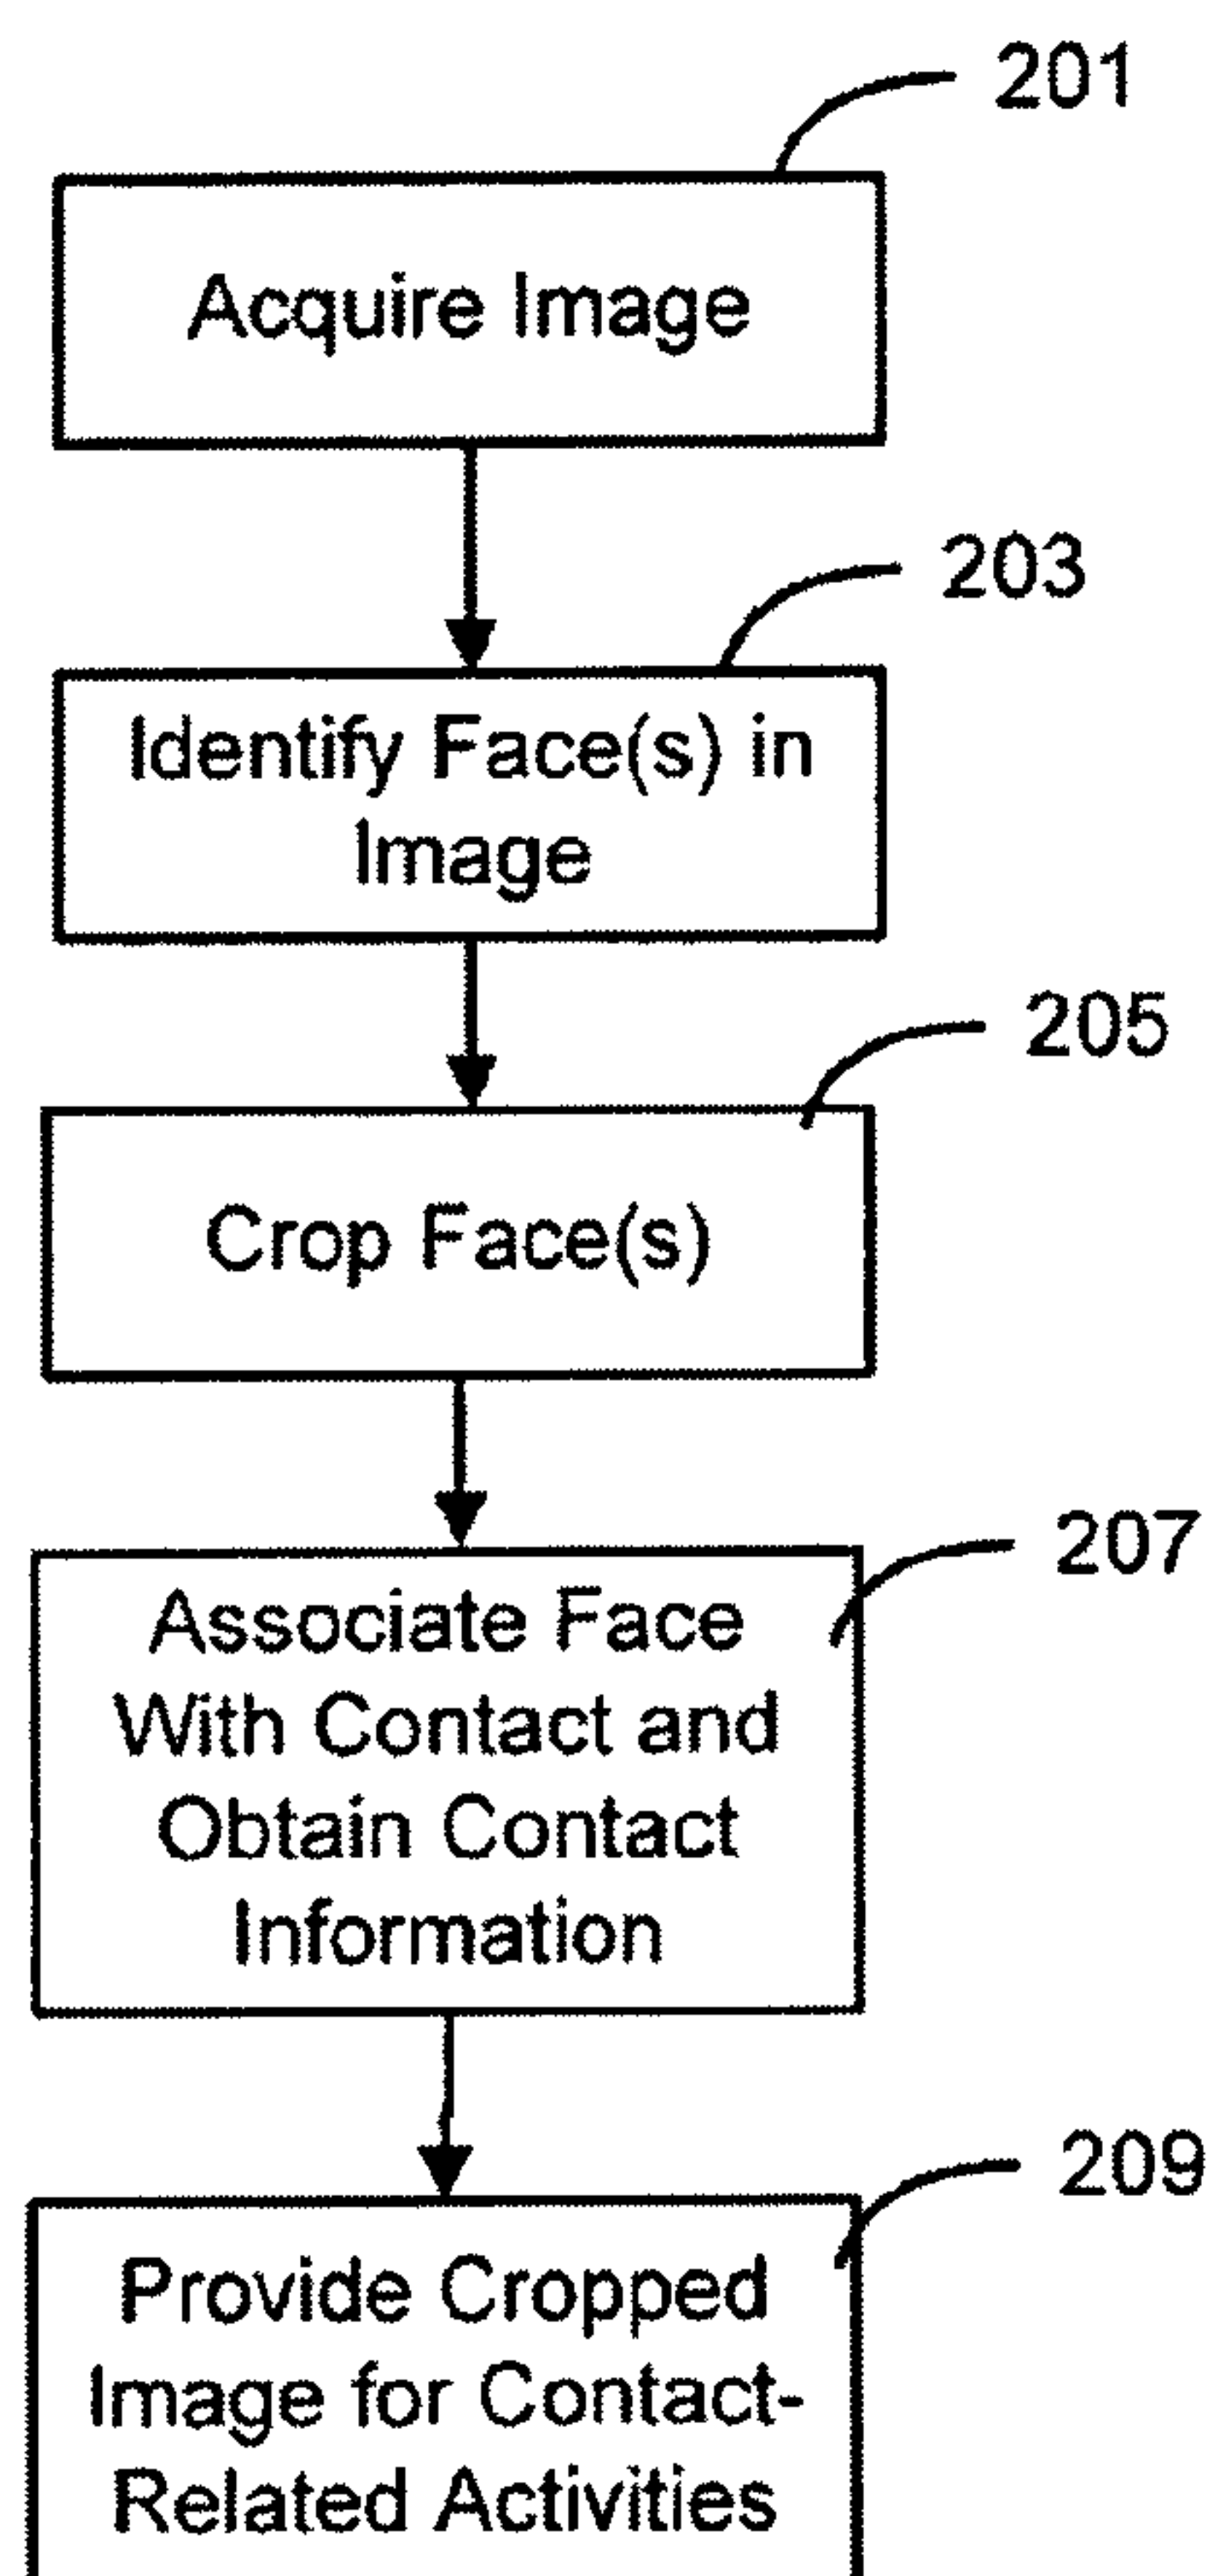 201
Acquire Image
203
Identify Face(s) in
Image
205
Crop Face(s)
207
Associate Face
With Contact and
Obtain Contact
Information
209
Provide Cropped
Image for Contact-
Related Activities